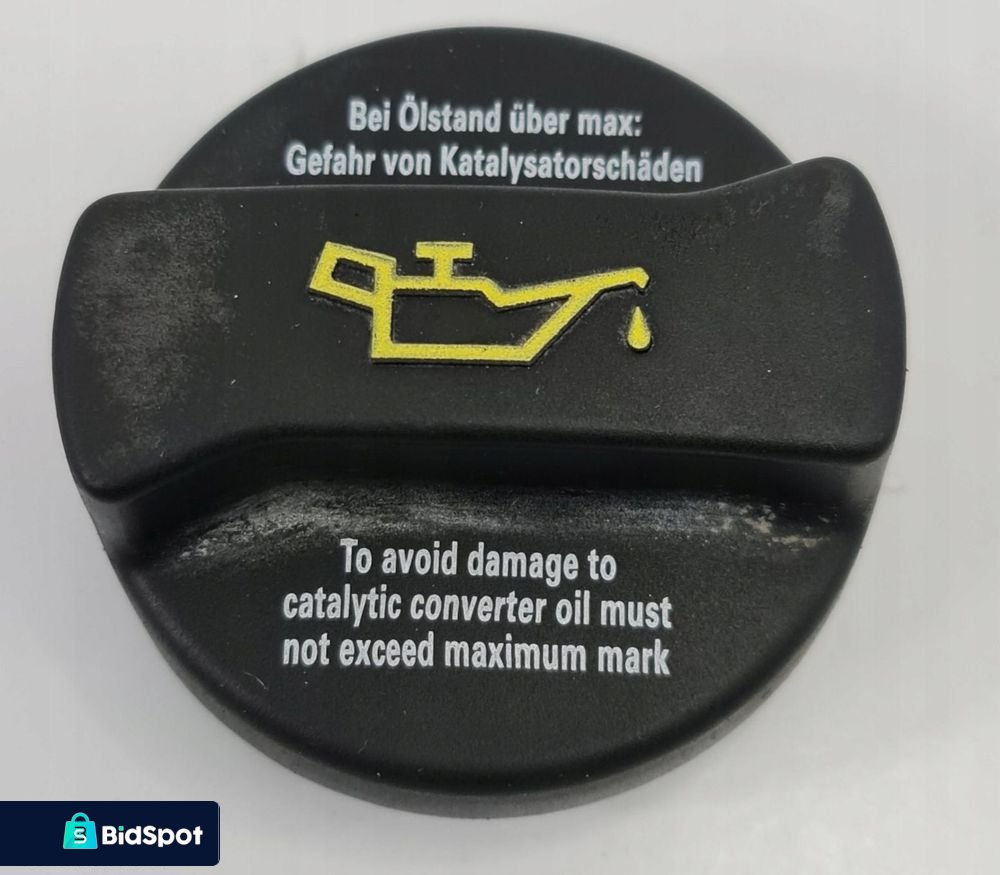 Bei Ölstand über max:
Gefahr von Katalysatorschäden
To avoid damage to
catalytic converter oil must
not exceed maximum mark
S BidSpot